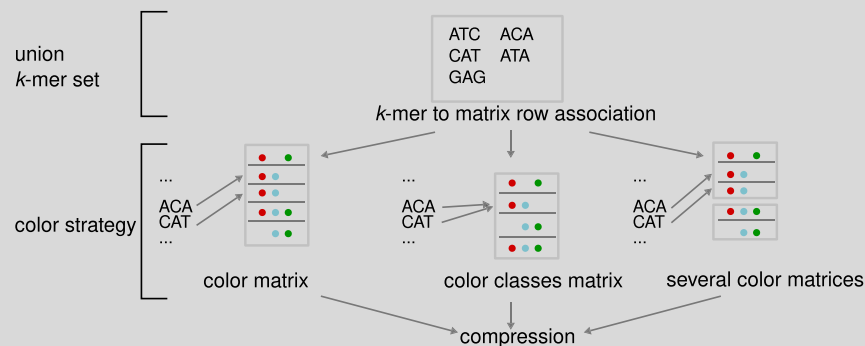 union
k-mer set
ATC ACA
CAT ATA
GAG
k-mer to matrix row association
color strategy
...
ACA
CAT
...
...
ACA
CAT
...
...
ACA
CAT
...
color matrix
color classes matrix
several color matrices
compression